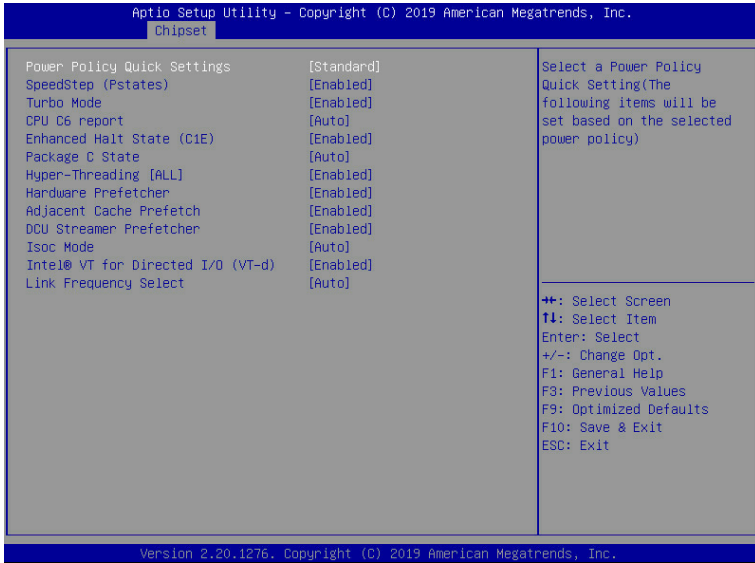 Aptio Setup Utility – Copyright (C) 2019 American Megatrends, Inc.
Chipset
Power Policy Quick Settings [Standard]
SpeedStep (Pstates) [Enabled]
Turbo Mode [Enabled]
CPU C6 report [Auto]
Enhanced Halt State (C1E) [Enabled]
Package C State [Auto]
Hyper-Threading [ALL] [Enabled]
Hardware Prefetcher [Enabled]
Adjacent Cache Prefetch [Enabled]
DCU Streamer Prefetcher [Enabled]
Isoc Mode [Auto]
Intel® VT for Directed I/O (VT-d) [Enabled]
Link Frequency Select [Auto]
Select a Power Policy
Quick Setting(The
following items will be
set based on the selected
power policy)
→←: Select Screen
↑↓: Select Item
Enter: Select
+/-: Change Opt.
F1: General Help
F3: Previous Values
F9: Optimized Defaults
F10: Save & Exit
ESC: Exit
Version 2.20.1276. Copyright (C) 2019 American Megatrends, Inc.